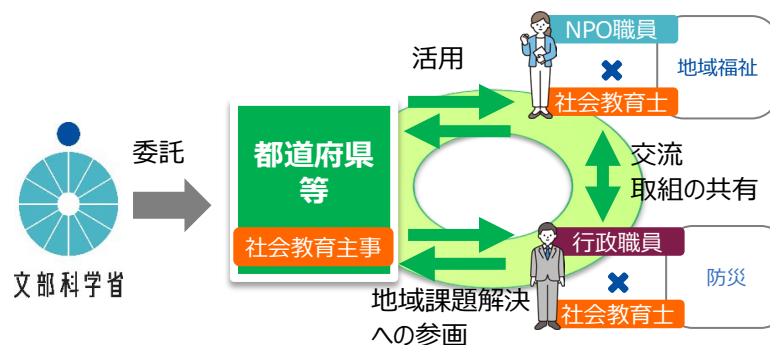 文部科学省
委託
都道府県
等
社会教育主事
活用
NPO職員
社会教育士
地域福祉
交流
取組の共有
行政職員
社会教育士
防災
地域課題解決
への参画